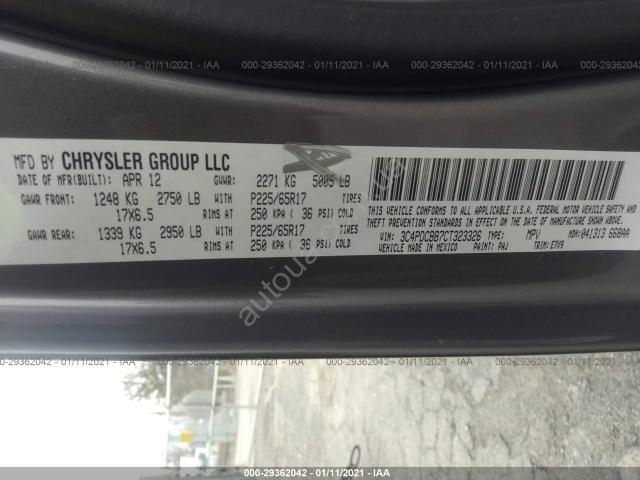 000-29362042 - 01/11/2021 - IAA
000-29362042 - 01/11/2021 - IAA
MFD BY CHRYSLER GROUP LLC
DATE OF MFR(BUILT): APR 12 GVWR: 2271 KG 5005 LB
GAWR FRONT: 1248 KG 2750 LB WITH P225/65R17 TIRES
17X6.5 RIMS AT 250 KPA ( 36 PSI) COLD
GAWR REAR: 1339 KG 2950 LB WITH P225/65R17 TIRES
17X6.5 RIMS AT 250 KPA ( 36 PSI) COLD
THIS VEHICLE CONFORMS TO ALL APPLICABLE U.S.A. FEDERAL MOTOR VEHICLE SAFETY AND
THEFT PREVENTION STANDARDS IN EFFECT ON THE DATE OF MANUFACTURE SHOWN ABOVE.
VIN: 3C4PDCBB7CT323326 TYPE: MPV MDH: 041313 668AA
VEHICLE MADE IN MEXICO PAINT: PAJ TRIM: E7X9
autoua
000-29362042 - 01/11/2021 - IAA
000-29362042 - 01/11/2021 - IAA
000-29362042 - 01/11/2021 - IAA